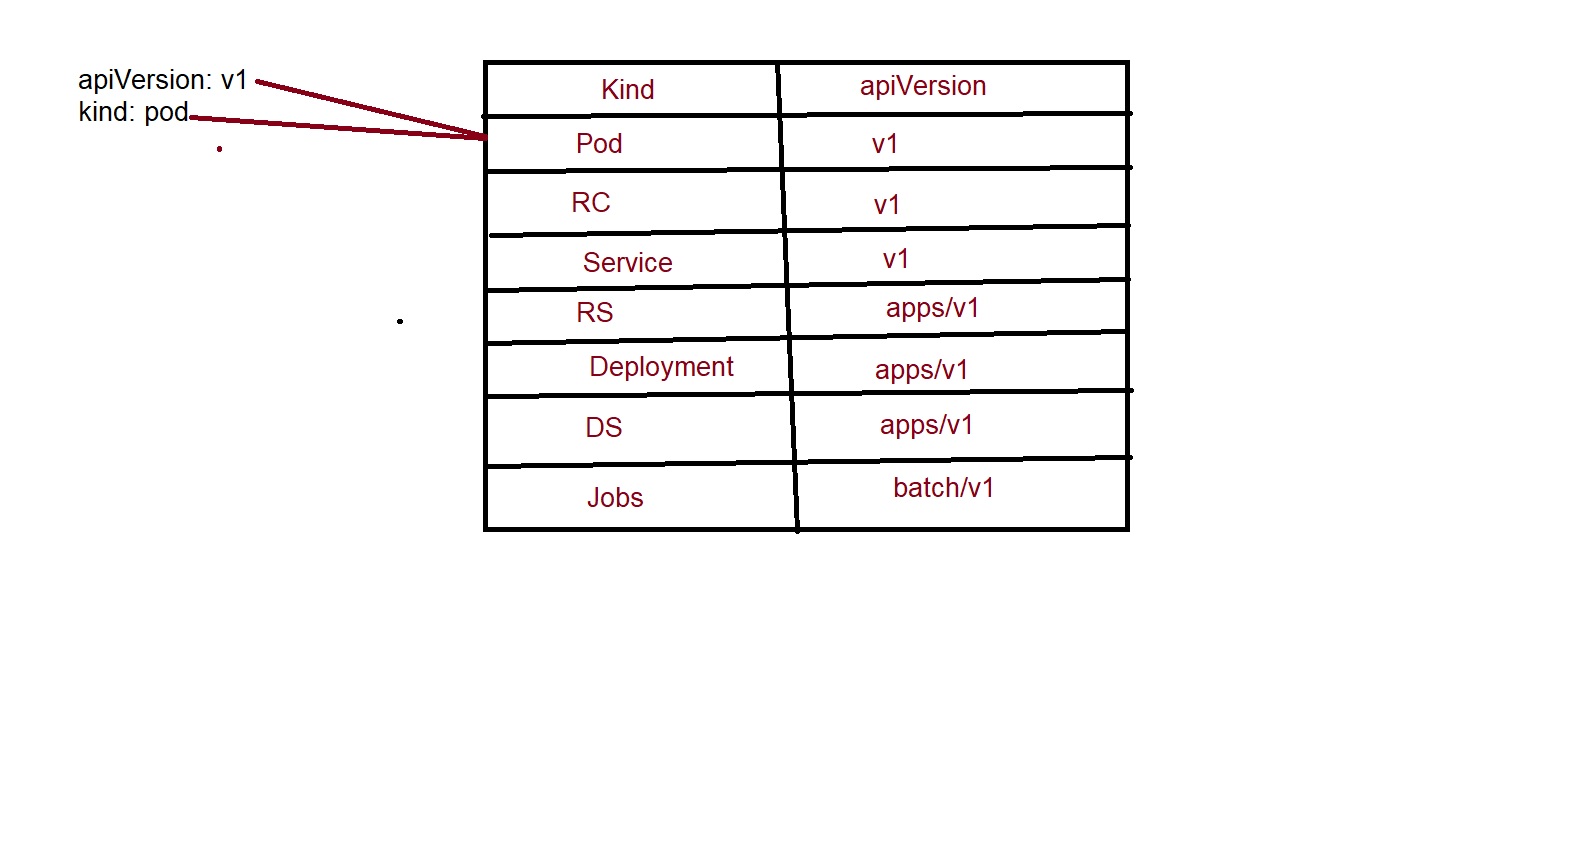 apiVersion: v1
kind: pod
Kind apiVersion
Pod v1
RC v1
Service v1
RS apps/v1
Deployment apps/v1
DS apps/v1
Jobs batch/v1